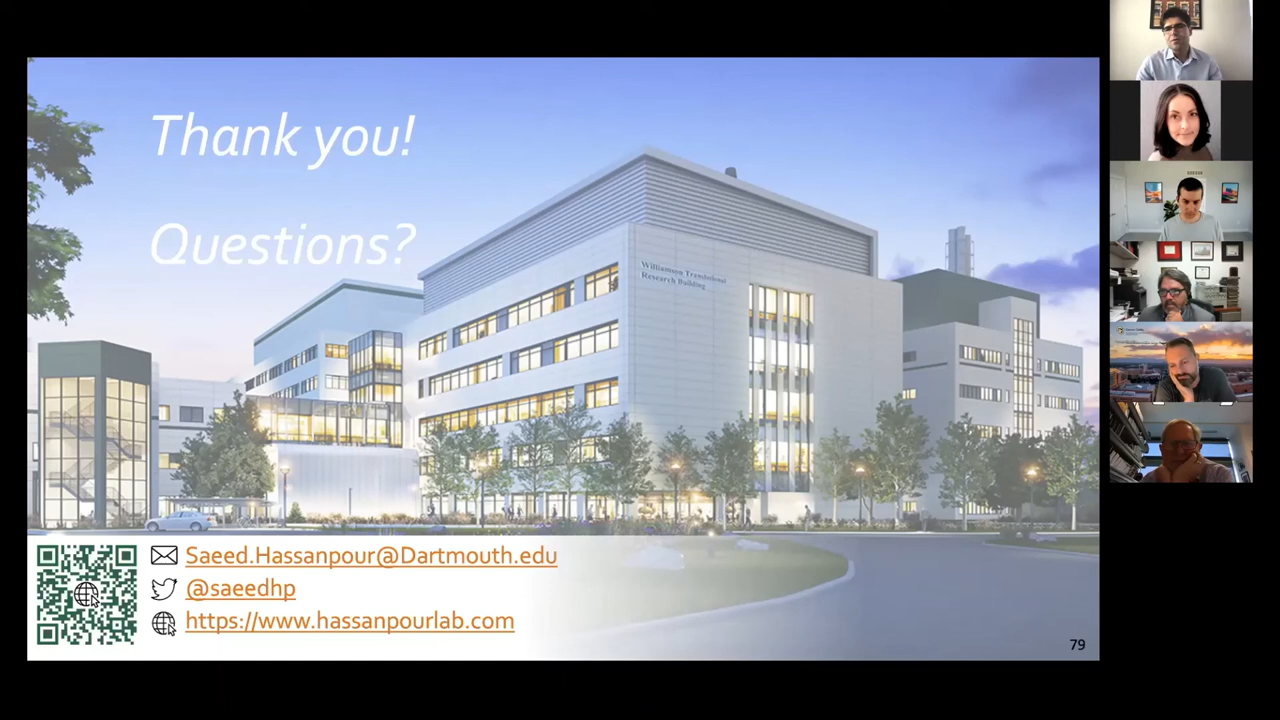 Thank you!
Questions?
Williamson Translational
Research Building
Saeed.Hassanpour@Dartmouth.edu
@saeedhp
https://www.hassanpourlab.com
79